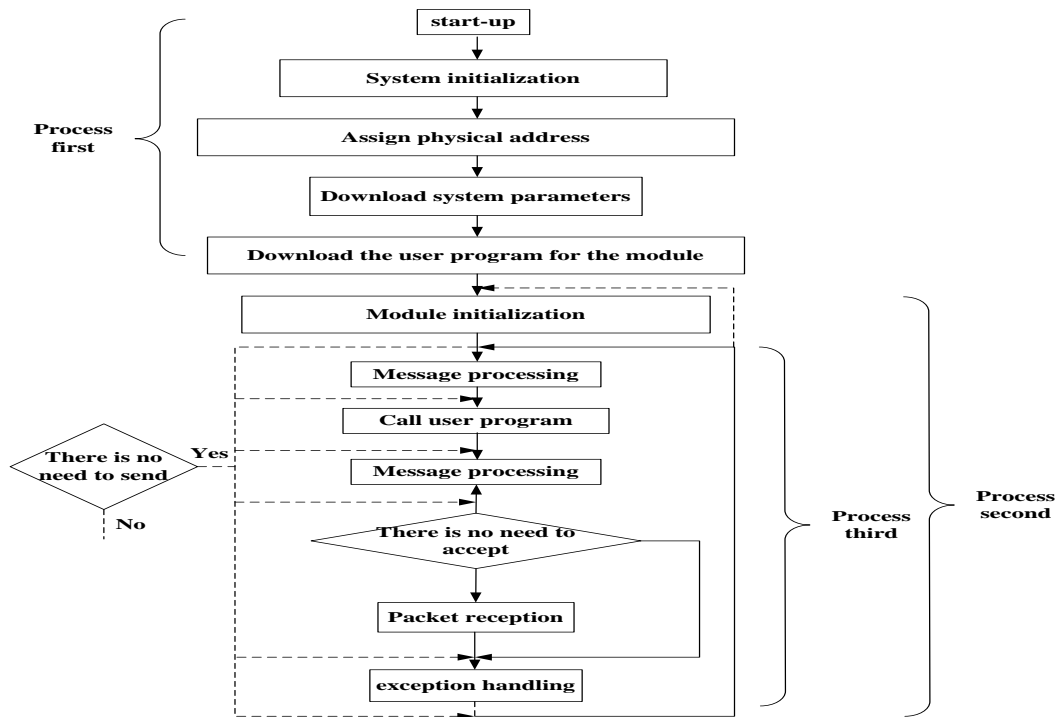 start-up
System initialization
Process
first
Assign physical address
Download system parameters
Download the user program for the module
Module initialization
Message processing
Call user program
There is no
need to send
Yes
Message processing
No
There is no need to
accept
Process
third
Process
second
Packet reception
exception handling